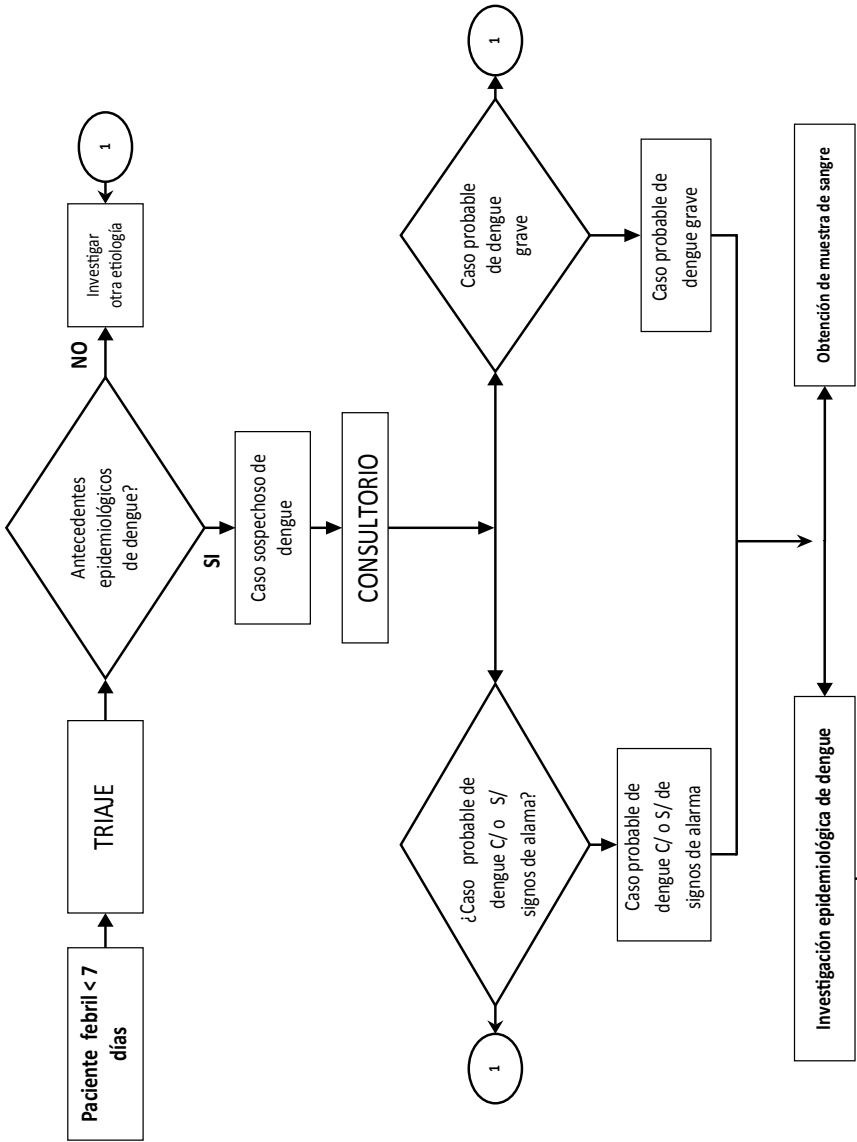 Paciente febril < 7
días
TRIAJE
Antecedentes
epidemiológicos
de dengue?
NO
Investigar
otra etiología
1
SI
Caso sospechoso de
dengue
CONSULTORIO
1
¿Caso probable de
dengue C/ o S/
signos de alama?
Caso probable
de dengue
grave
1
Caso probable de
dengue C/ o S/ de
signos de alarma
Caso probable de
dengue grave
Investigación epidemiológica de dengue
Obtención de muestra de sangre